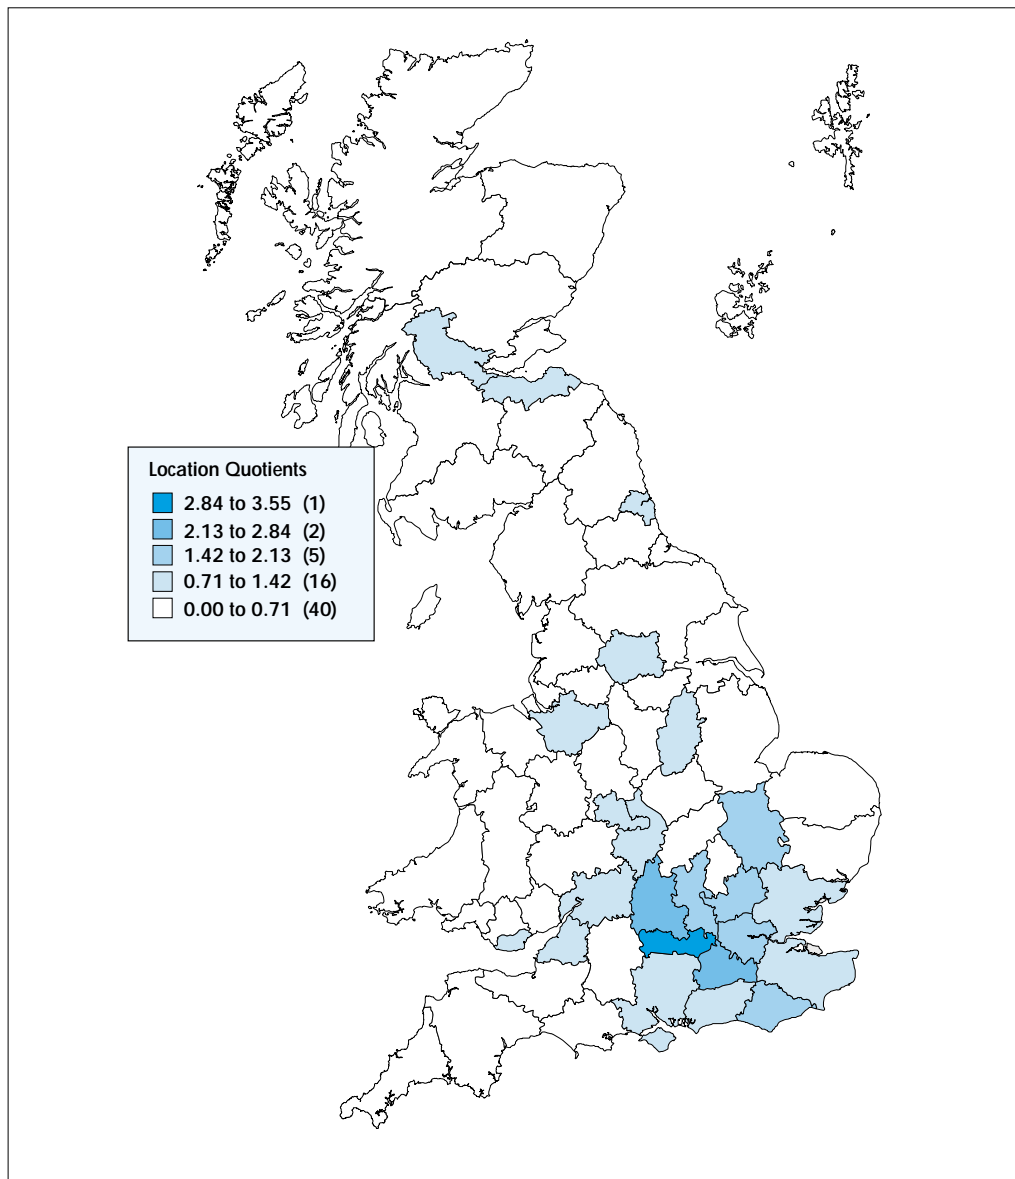 Location Quotients
2.84 to 3.55 (1)
2.13 to 2.84 (2)
1.42 to 2.13 (5)
0.71 to 1.42 (16)
0.00 to 0.71 (40)